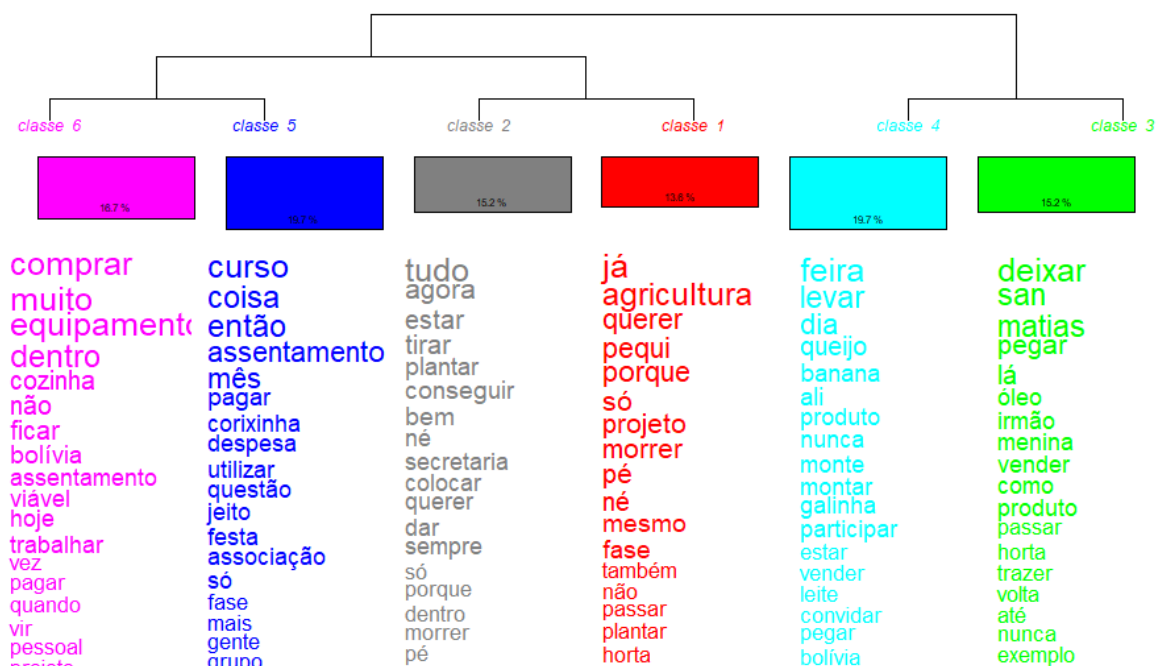 classe 6
classe 5
classe 2
classe 1
classe 4
classe 3
16.7 %
19.7 %
15.2 %
13.6 %
19.7 %
15.2 %
comprar
muito
equipamento
dentro
cozinha
não
ficar
bolívia
assentamento
viável
hoje
trabalhar
vez
pagar
quando
vir
pessoal
projeto
curso
coisa
então
assentamento
mês
pagar
corixinha
despesa
utilizar
questão
jeito
festa
associação
só
fase
mais
gente
grupo
tudo
agora
estar
tirar
plantar
conseguir
bem
né
secretaria
colocar
querer
dar
sempre
só
porque
dentro
morrer
pé
já
agricultura
querer
pequi
porque
só
projeto
morrer
pé
né
mesmo
fase
também
não
passar
plantar
horta
feira
levar
dia
queijo
banana
ali
produto
nunca
monte
montar
galinha
participar
estar
vender
leite
convidar
pegar
bolívia
deixar
san
matias
pegar
lá
óleo
irmão
menina
vender
como
produto
passar
horta
trazer
volta
até
nunca
exemplo